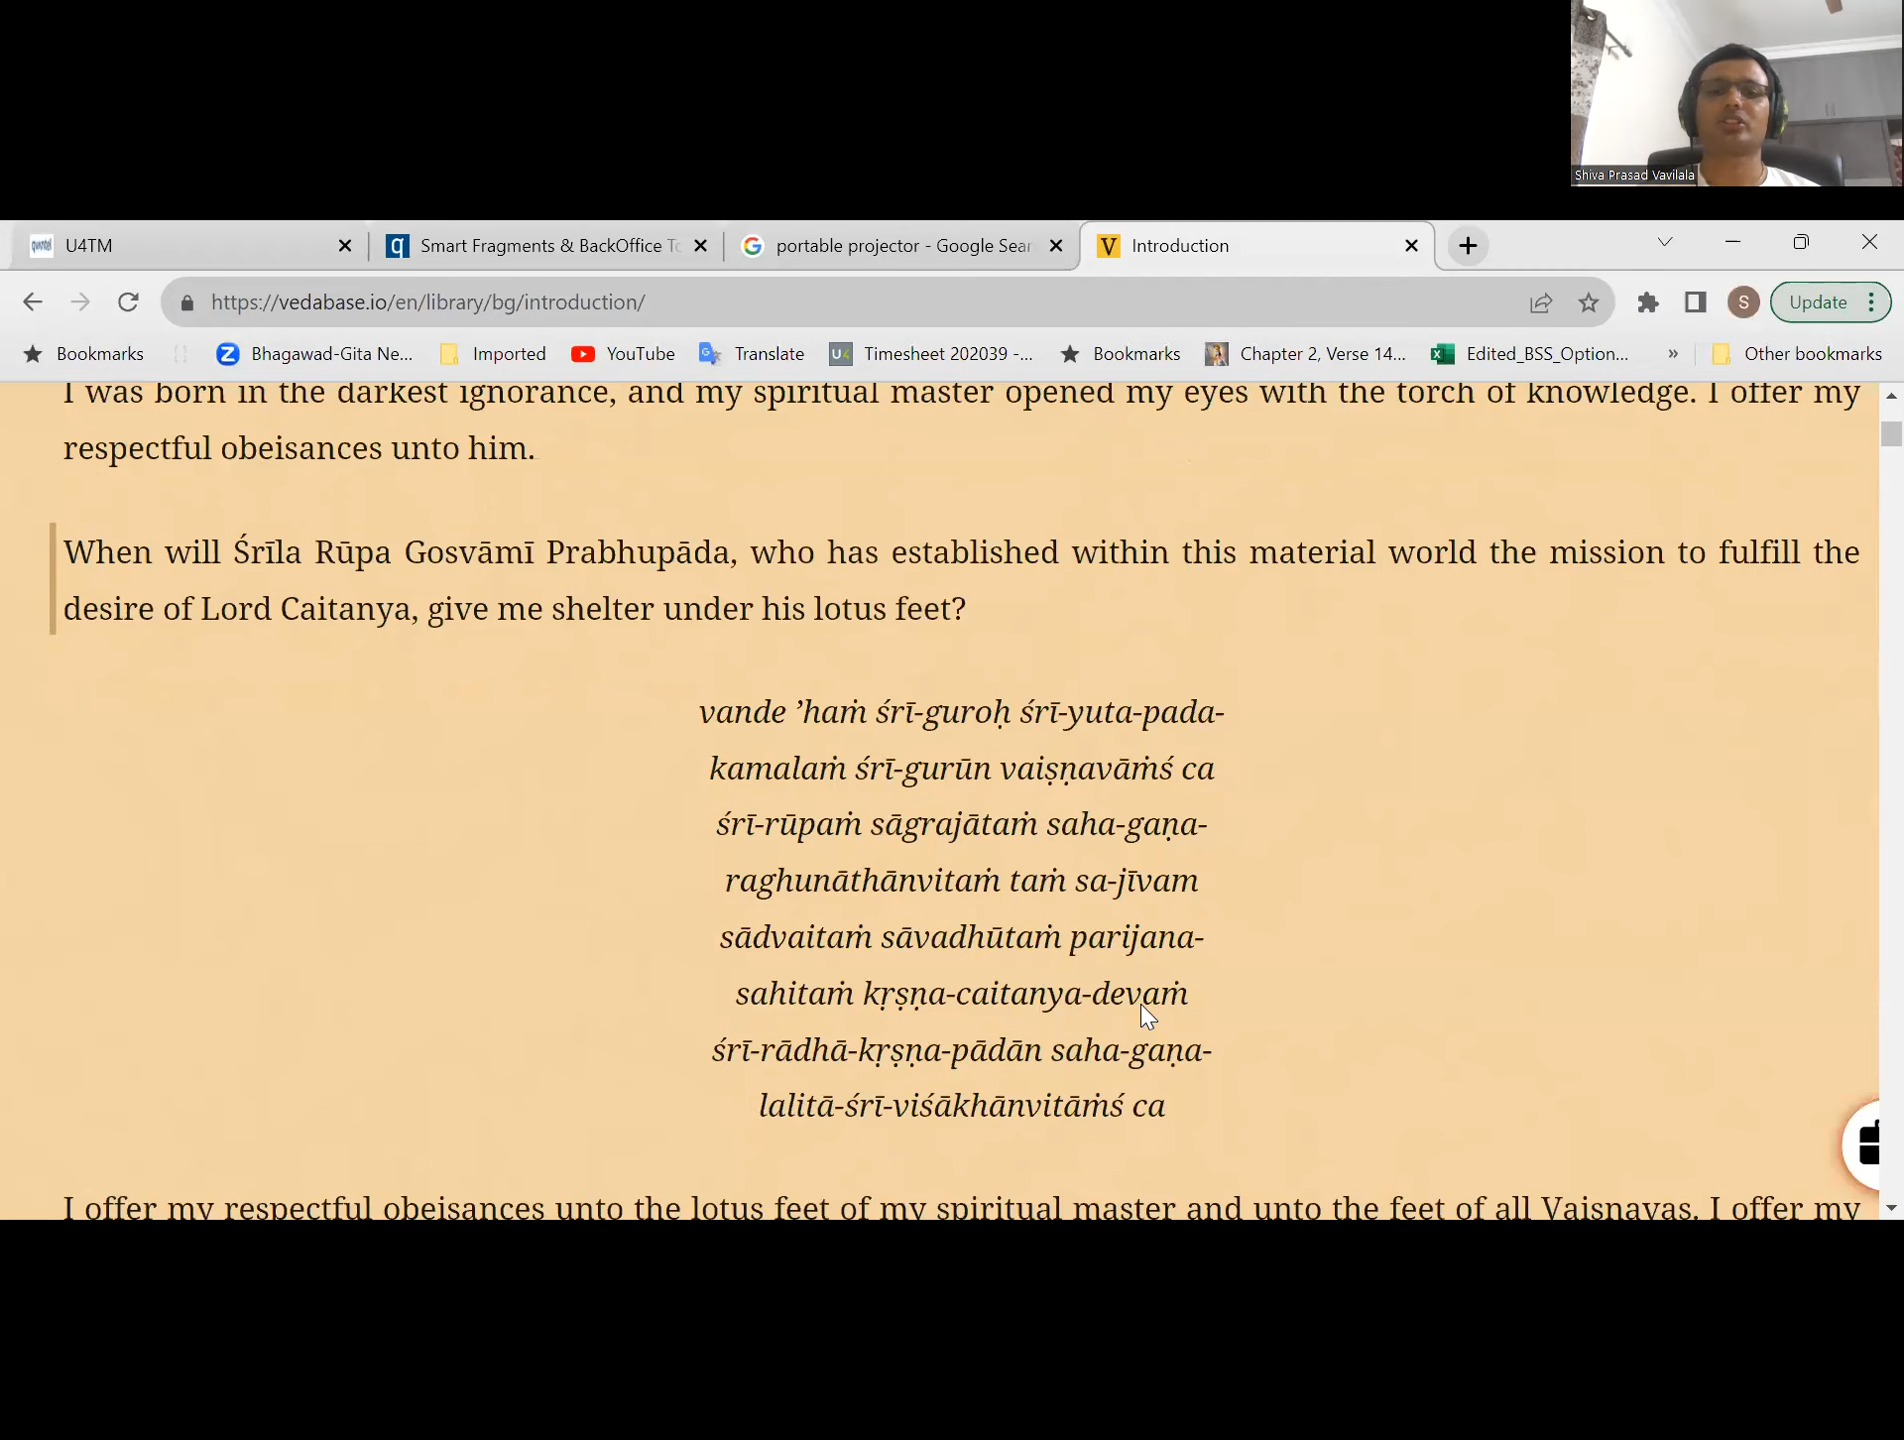 Shiva Prasad Vavilala
U4TM
Smart Fragments & BackOffice To
portable projector - Google Sear
Introduction
https://vedabase.io/en/library/bg/introduction/
S
Update
Bookmarks
Bhagawad-Gita Ne...
Imported
YouTube
Translate
Timesheet 202039 -...
Bookmarks
Chapter 2, Verse 14...
Edited_BSS_Option...
»
Other bookmarks
I was born in the darkest ignorance, and my spiritual master opened my eyes with the torch of knowledge. I offer my
respectful obeisances unto him.
When will Śrīla Rūpa Gosvāmī Prabhupāda, who has established within this material world the mission to fulfill the
desire of Lord Caitanya, give me shelter under his lotus feet?
vande ’haṁ śrī-guroḥ śrī-yuta-pada-
kamalaṁ śrī-gurūn vaiṣṇavāṁś ca
śrī-rūpaṁ sāgrajātaṁ saha-gaṇa-
raghunāthānvitaṁ taṁ sa-jīvam
sādvaitaṁ sāvadhūtaṁ parijana-
sahitaṁ kṛṣṇa-caitanya-devaṁ
śrī-rādhā-kṛṣṇa-pādān saha-gaṇa-
lalitā-śrī-viśākhānvitāṁś ca
I offer my respectful obeisances unto the lotus feet of my spiritual master and unto the feet of all Vaiṣṇavas. I offer my